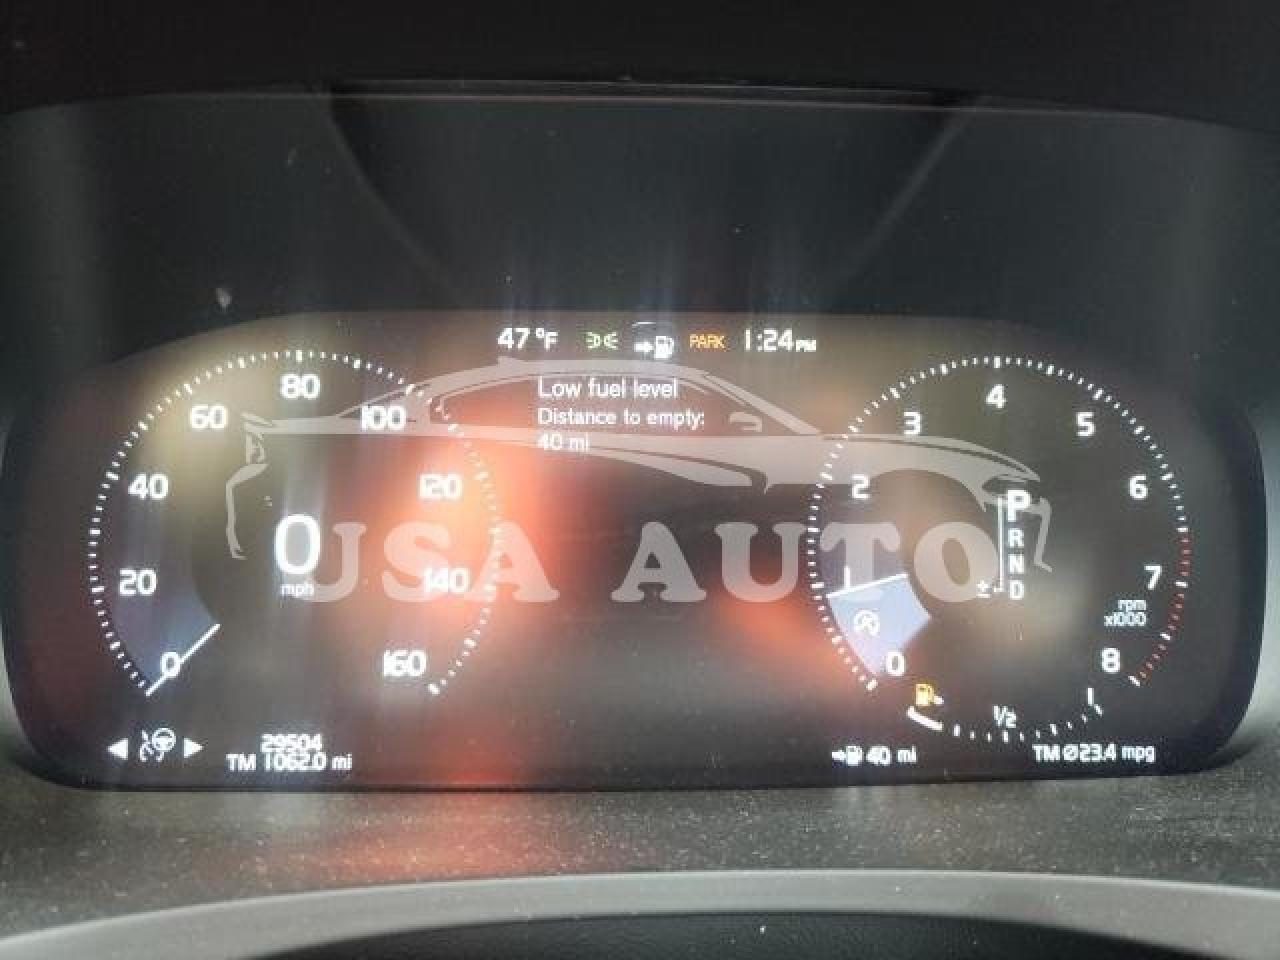 47 °F PARK 1:24 PM
Low fuel level
Distance to empty:
40 mi
0 20 40 60 80 100 120 140 160
0
mph
0 1 2 3 4 5 6 7 8
rpm
x1000
P
R
N
D
±
USA AUTO
1/2 1
29504
TM 1062.0 mi
40 mi
TM Ø23.4 mpg